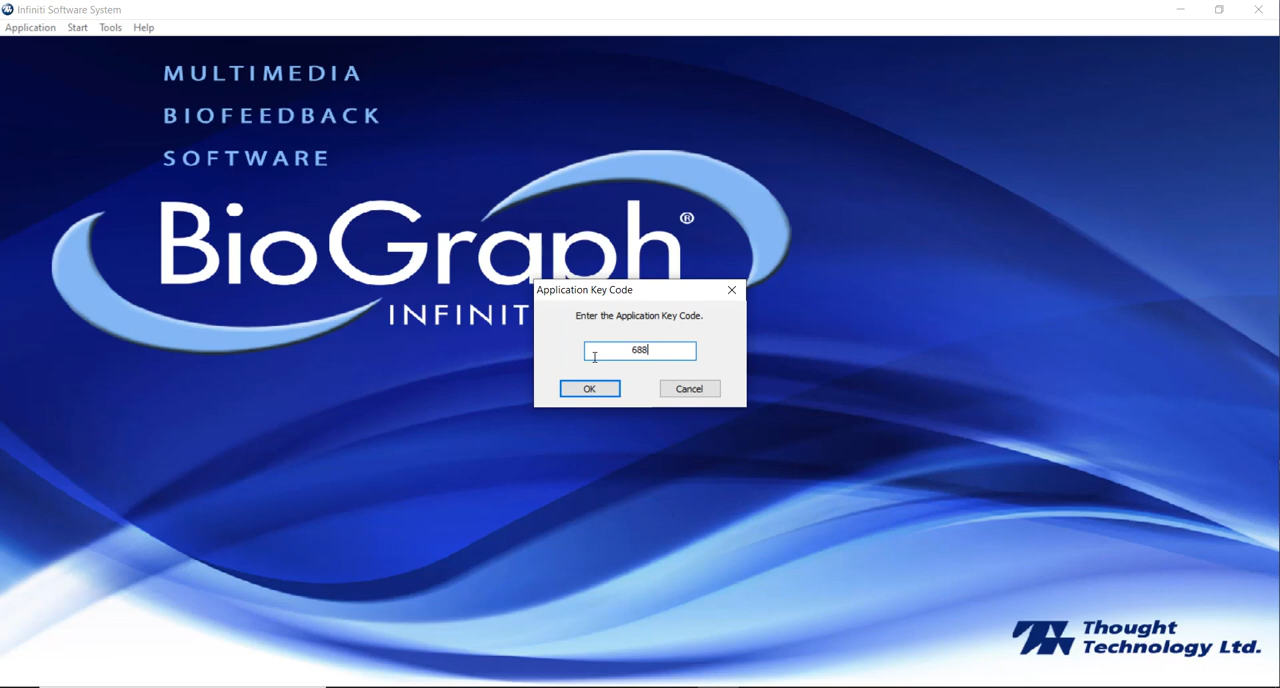 Infiniti Software System
Application Start Tools Help
MULTIMEDIA
BIOFEEDBACK
SOFTWARE
BioGraph®
INFINIT
Application Key Code
Enter the Application Key Code.
688
OK Cancel
Thought
Technology Ltd.